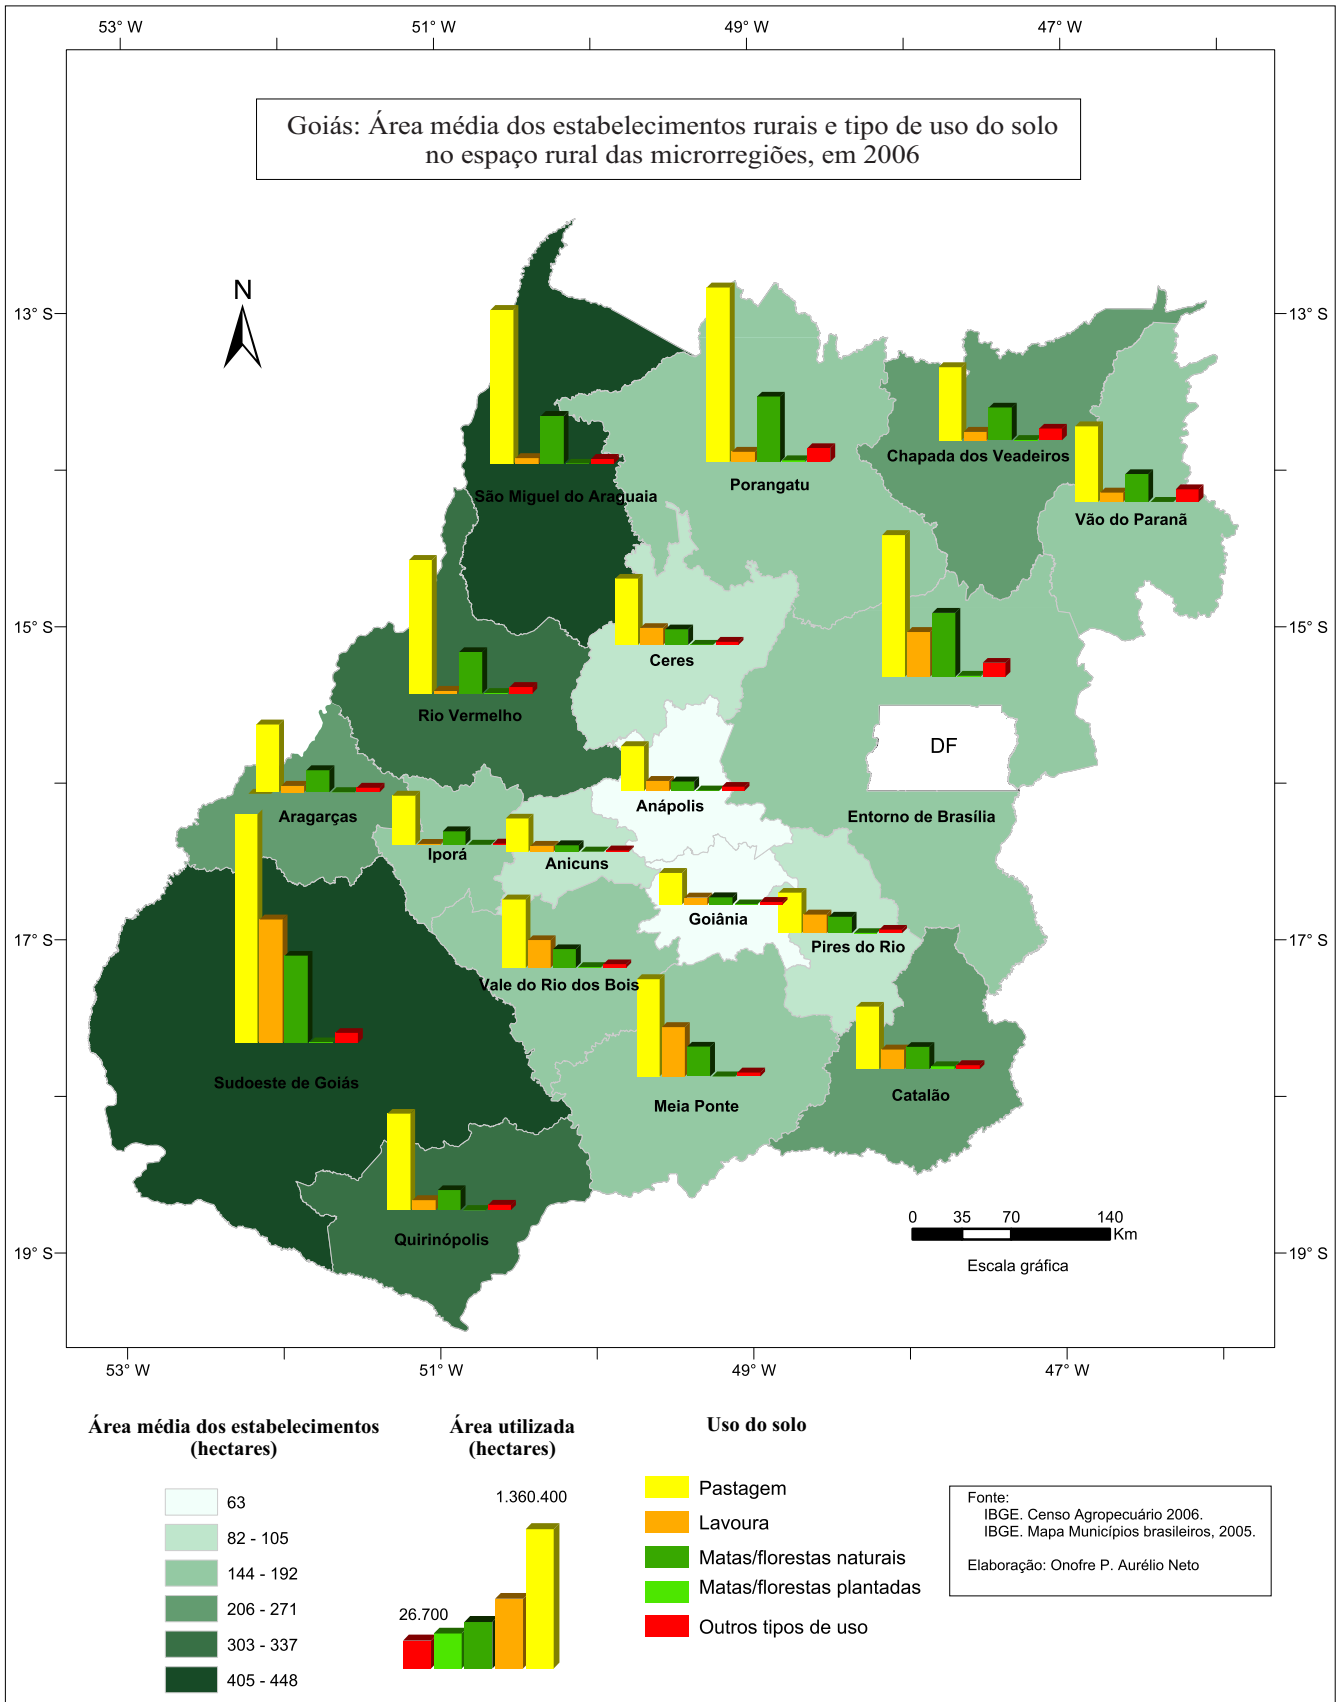 53° W
51° W
49° W
47° W
Goiás: Área média dos estabelecimentos rurais e tipo de uso do solo
no espaço rural das microrregiões, em 2006
N
13° S
13° S
Chapada dos Veadeiros
Porangatu
São Miguel do Araguaia
Vão do Paranã
15° S
15° S
Ceres
Rio Vermelho
DF
Anápolis
Aragarças
Entorno de Brasília
Iporá
Anicuns
Goiânia
17° S
17° S
Pires do Rio
Vale do Rio dos Bois
Sudoeste de Goiás
Catalão
Meia Ponte
0 35 70 140
Km
Quirinópolis
19° S
19° S
Escala gráfica
53° W
51° W
49° W
47° W
Área média dos estabelecimentos
(hectares)
63
82 - 105
144 - 192
206 - 271
303 - 337
405 - 448
Área utilizada
(hectares)
1.360.400
26.700
Uso do solo
Pastagem
Lavoura
Matas/florestas naturais
Matas/florestas plantadas
Outros tipos de uso
Fonte:
IBGE. Censo Agropecuário 2006.
IBGE. Mapa Municípios brasileiros, 2005.
Elaboração: Onofre P. Aurélio Neto